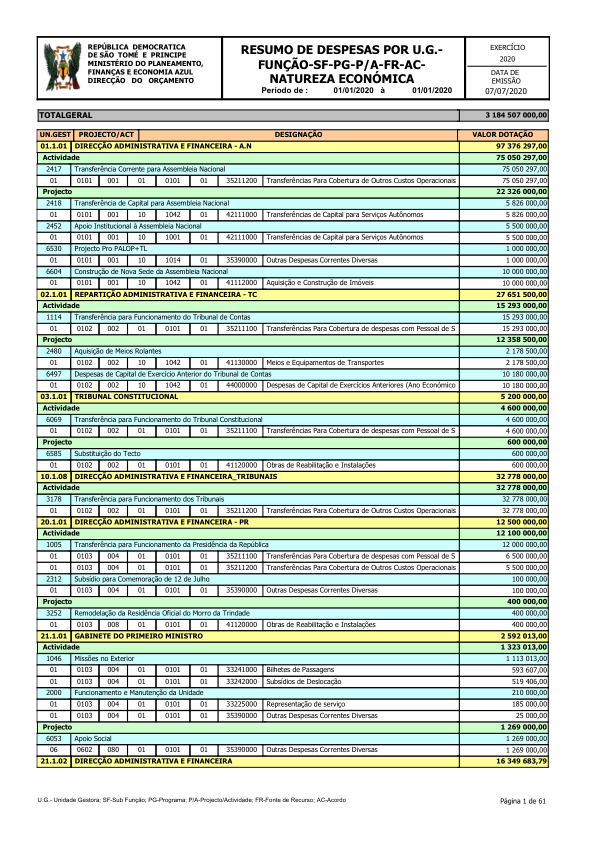 REPÚBLICA DEMOCRATICA
DE SÃO TOMÉ E PRINCIPE
MINISTÉRIO DO PLANEAMENTO,
FINANÇAS E ECONOMIA AZUL
DIRECÇÃO DO ORÇAMENTO
RESUMO DE DESPESAS POR U.G.-
FUNÇÃO-SF-PG-P/A-FR-AC-
NATUREZA ECONÓMICA
Período de : 01/01/2020 à 01/01/2020
EXERCÍCIO
2020
DATA DE
EMISSÃO
07/07/2020
TOTALGERAL 3 184 507 000,00
UN.GEST PROJECTO/ACT DESIGNAÇÃO VALOR DOTAÇÃO
01.1.01 DIRECÇÃO ADMINISTRATIVA E FINANCEIRA - A.N 97 376 297,00
Actividade 75 050 297,00
2417 Transferência Corrente para Assembleia Nacional 75 050 297,00
01 0101 001 01 0101 01 35211200 Transferências Para Cobertura de Outros Custos Operacionais 75 050 297,00
Projecto 22 326 000,00
2418 Transferência de Capital para Assembleia Nacional 5 826 000,00
01 0101 001 10 1042 01 42111000 Transferências de Capital para Serviços Autônomos 5 826 000,00
2452 Apoio Institucional à Assembleia Nacional 5 500 000,00
01 0101 001 10 1001 01 42111000 Transferências de Capital para Serviços Autônomos 5 500 000,00
6530 Projecto Pro PALOP+TL 1 000 000,00
01 0101 001 10 1014 01 35390000 Outras Despesas Correntes Diversas 1 000 000,00
6604 Construção de Nova Sede da Assembleia Nacional 10 000 000,00
01 0101 001 10 1042 01 41112000 Aquisição e Construção de Imóveis 10 000 000,00
02.1.01 REPARTIÇÃO ADMINISTRATIVA E FINANCEIRA - TC 27 651 500,00
Actividade 15 293 000,00
1114 Transferência para Funcionamento do Tribunal de Contas 15 293 000,00
01 0102 002 01 0101 01 35211100 Transferências Para Cobertura de despesas com Pessoal de S 15 293 000,00
Projecto 12 358 500,00
2480 Aquisição de Meios Rolantes 2 178 500,00
01 0102 002 10 1042 01 41130000 Meios e Equipamentos de Transportes 2 178 500,00
6497 Despesas de Capital de Exercício Anterior do Tribunal de Contas 10 180 000,00
01 0102 002 10 1042 01 44000000 Despesas de Capital de Exercícios Anteriores (Ano Económico 10 180 000,00
03.1.01 TRIBUNAL CONSTITUCIONAL 5 200 000,00
Actividade 4 600 000,00
6069 Transferência para Funcionamento do Tribunal Constitucional 4 600 000,00
01 0102 002 01 0101 01 35211100 Transferências Para Cobertura de despesas com Pessoal de S 4 600 000,00
Projecto 600 000,00
6585 Substituição do Tecto 600 000,00
01 0102 002 01 0101 01 41120000 Obras de Reabilitação e Instalações 600 000,00
10.1.08 DIRECÇÃO ADMINISTRATIVA E FINANCEIRA_TRIBUNAIS 32 778 000,00
Actividade 32 778 000,00
3178 Transferência para Funcionamento dos Tribunais 32 778 000,00
01 0102 002 01 0101 01 35211200 Transferências Para Cobertura de Outros Custos Operacionais 32 778 000,00
20.1.01 DIRECÇÃO ADMINISTRATIVA E FINANCEIRA - PR 12 500 000,00
Actividade 12 100 000,00
1005 Transferência para Funcionamento da Presidência da República 12 000 000,00
01 0103 004 01 0101 01 35211100 Transferências Para Cobertura de despesas com Pessoal de S 6 500 000,00
01 0103 004 01 0101 01 35211200 Transferências Para Cobertura de Outros Custos Operacionais 5 500 000,00
2312 Subsídio para Comemoração de 12 de Julho 100 000,00
01 0103 004 01 0101 01 35390000 Outras Despesas Correntes Diversas 100 000,00
Projecto 400 000,00
3252 Remodelação da Residência Oficial do Morro da Trindade 400 000,00
01 0103 008 01 0101 01 41120000 Obras de Reabilitação e Instalações 400 000,00
21.1.01 GABINETE DO PRIMEIRO MINISTRO 2 592 013,00
Actividade 1 323 013,00
1046 Missões no Exterior 1 113 013,00
01 0103 004 01 0101 01 33241000 Bilhetes de Passagens 593 607,00
01 0103 004 01 0101 01 33242000 Subsídios de Deslocação 519 406,00
2000 Funcionamento e Manutenção da Unidade 210 000,00
01 0103 004 01 0101 01 33225000 Representação de serviço 185 000,00
01 0103 004 01 0101 01 35390000 Outras Despesas Correntes Diversas 25 000,00
Projecto 1 269 000,00
6053 Apoio Social 1 269 000,00
06 0602 080 01 0101 01 35390000 Outras Despesas Correntes Diversas 1 269 000,00
21.1.02 DIRECÇÃO ADMINISTRATIVA E FINANCEIRA 16 349 683,79
U.G.- Unidade Gestora; SF-Sub Função; PG-Programa; P/A-Projecto/Actividade; FR-Fonte de Recurso; AC-Acordo
Página 1 de 61